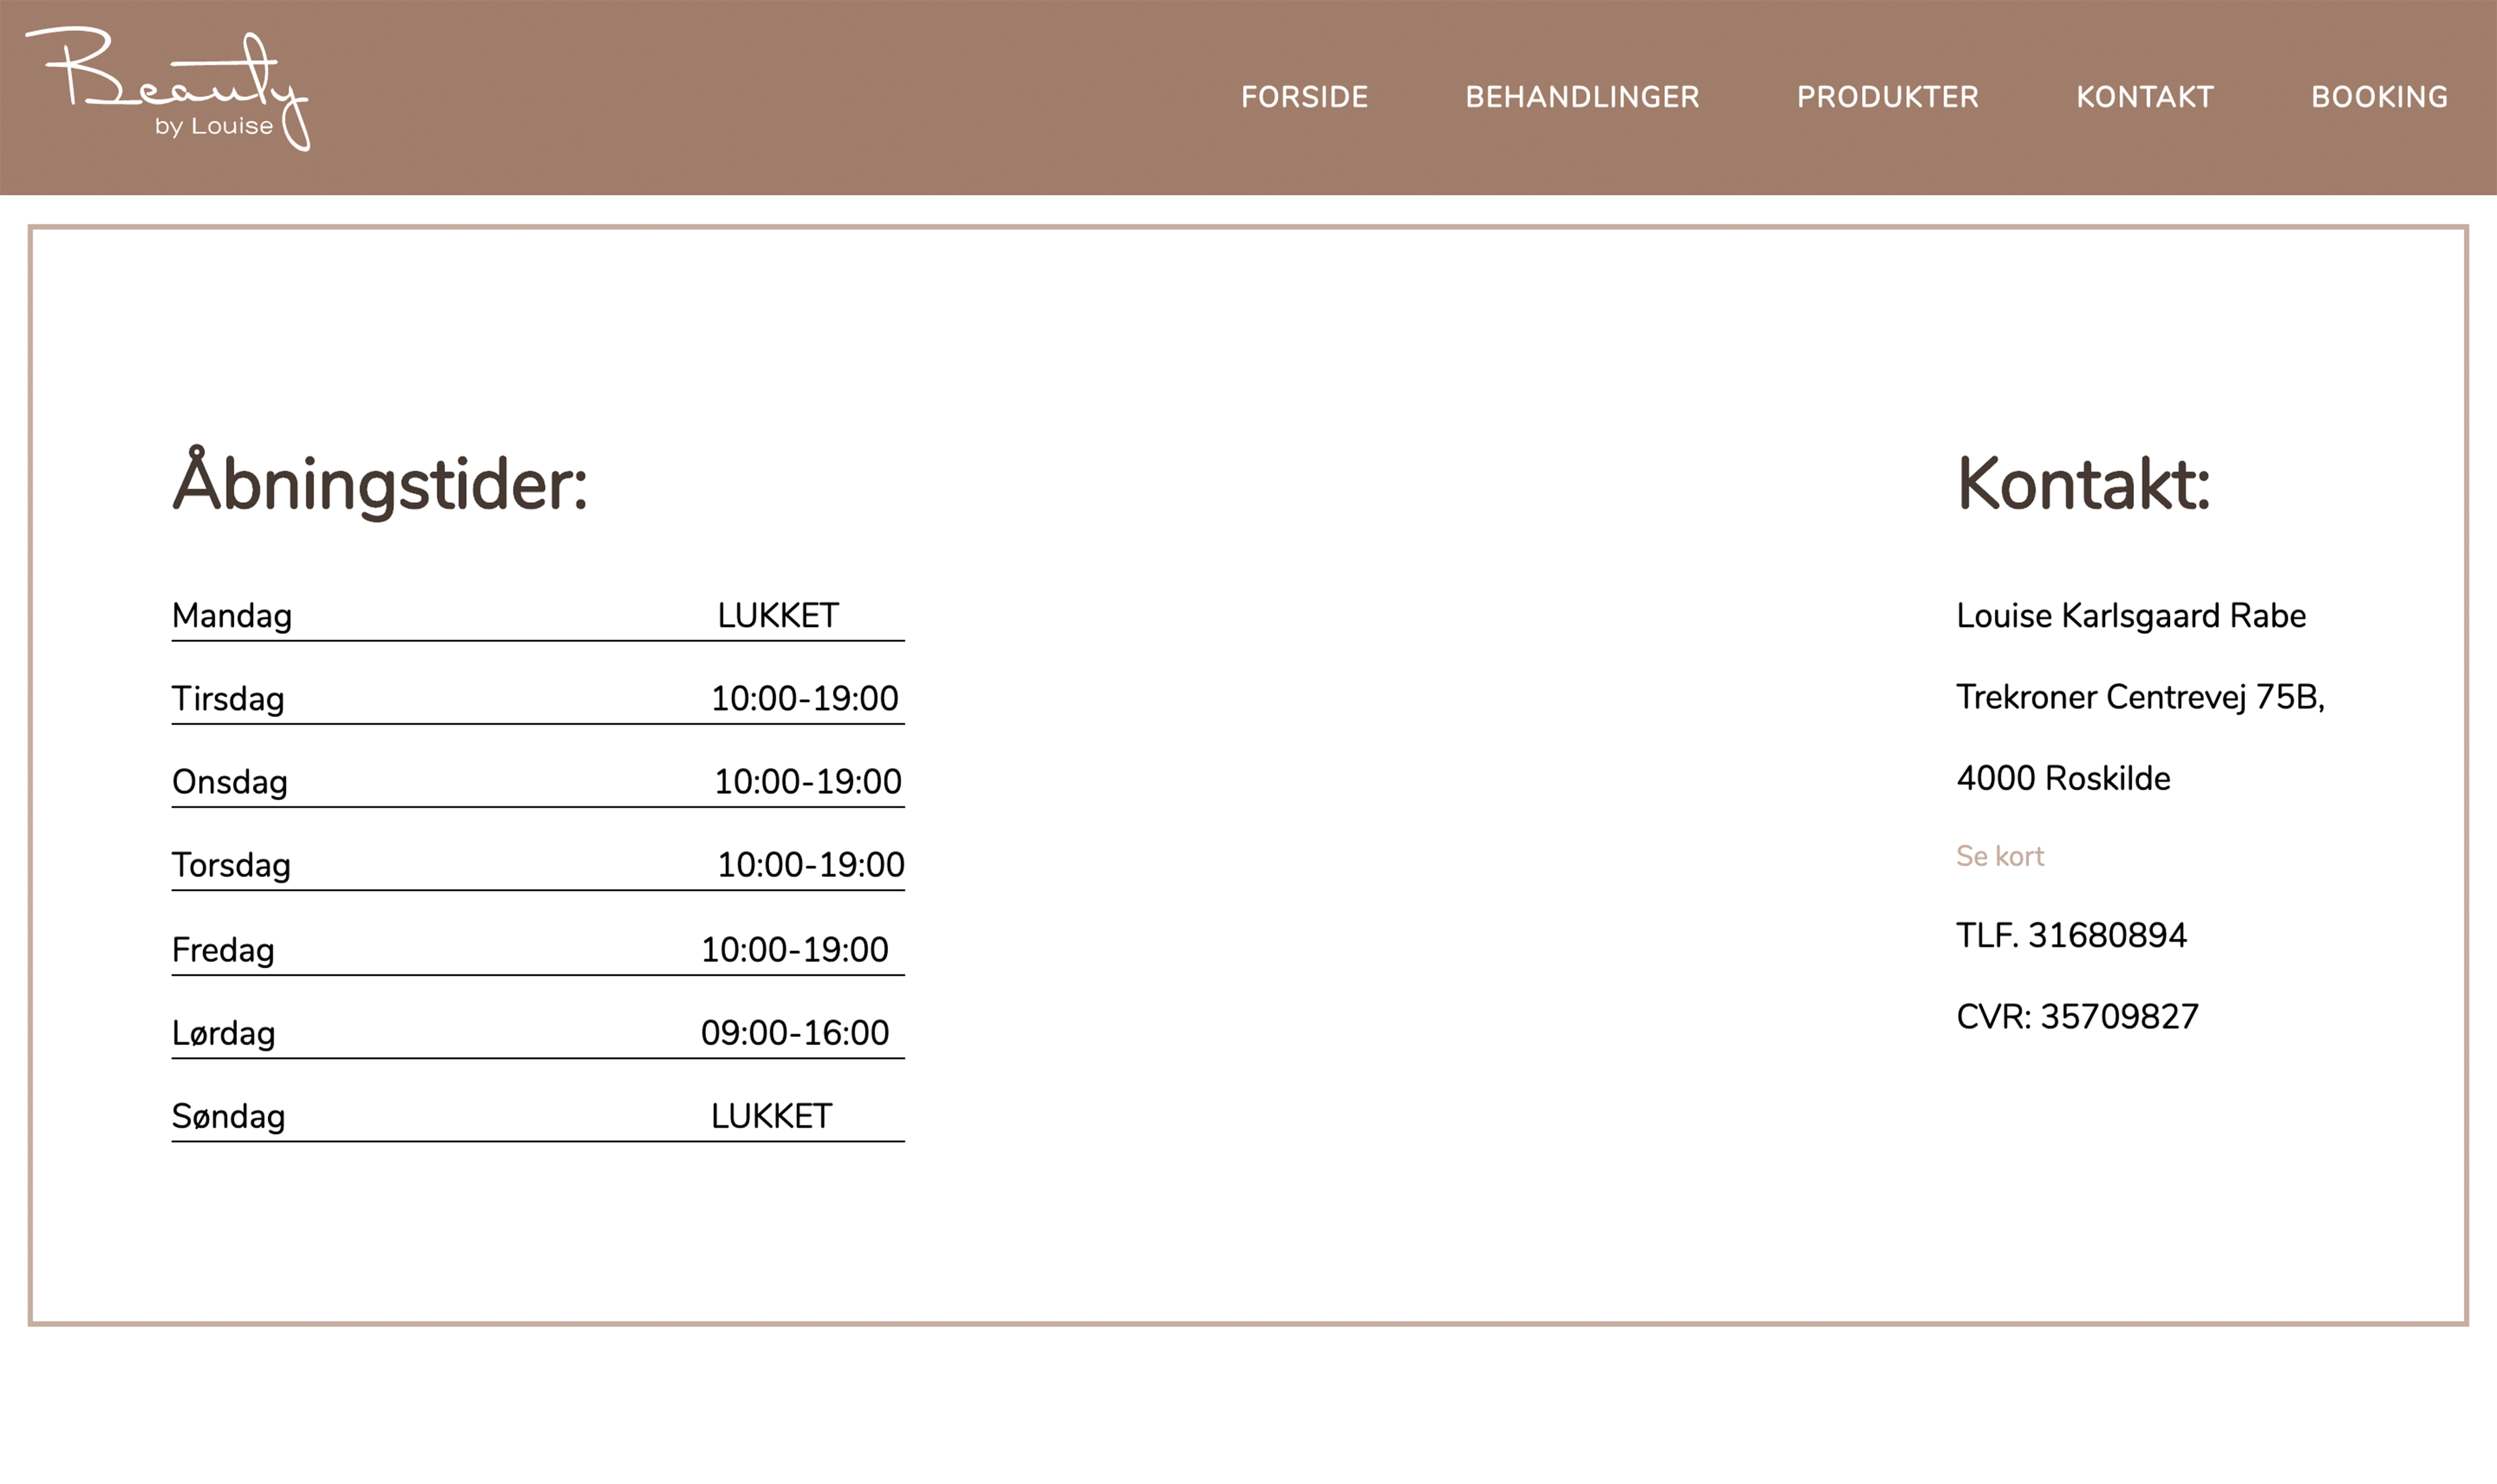 Beauty
by Louise
FORSIDE BEHANDLINGER PRODUKTER KONTAKT BOOKING
Åbningstider:
Mandag LUKKET
Tirsdag 10:00-19:00
Onsdag 10:00-19:00
Torsdag 10:00-19:00
Fredag 10:00-19:00
Lørdag 09:00-16:00
Søndag LUKKET
Kontakt:
Louise Karlsgaard Rabe
Trekroner Centrevej 75B,
4000 Roskilde
Se kort
TLF. 31680894
CVR: 35709827